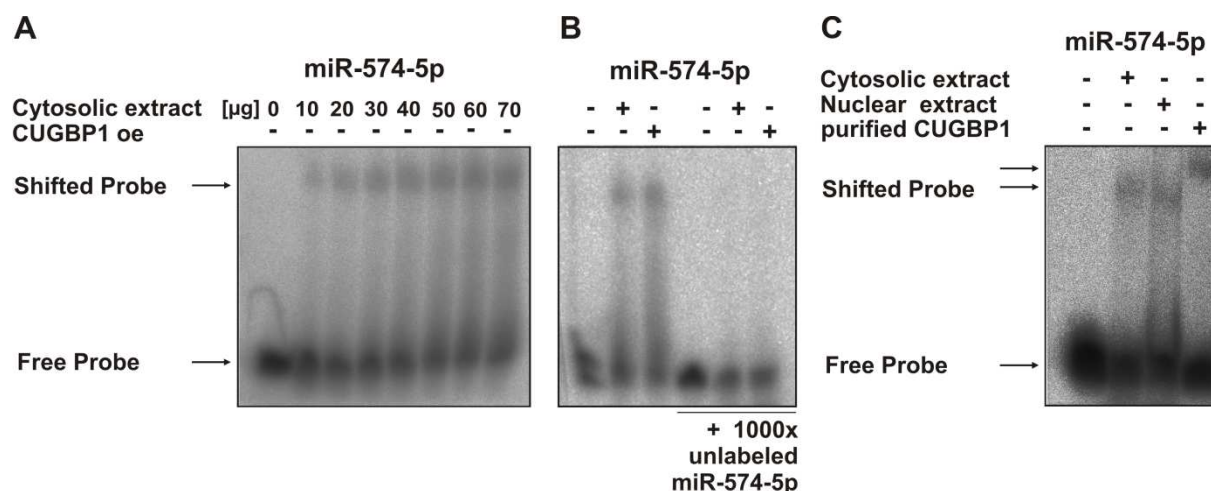 A
miR-574-5p
Cytosolic extract [µg] 0 10 20 30 40 50 60 70
CUGBP1 oe - - - - - - - -
Shifted Probe
Free Probe
B
miR-574-5p
- + - - + -
- - + - - +
+ 1000x
unlabeled
miR-574-5p
C
miR-574-5p
Cytosolic extract - + - -
Nuclear extract - - + -
purified CUGBP1 - - - +
Shifted Probe
Free Probe